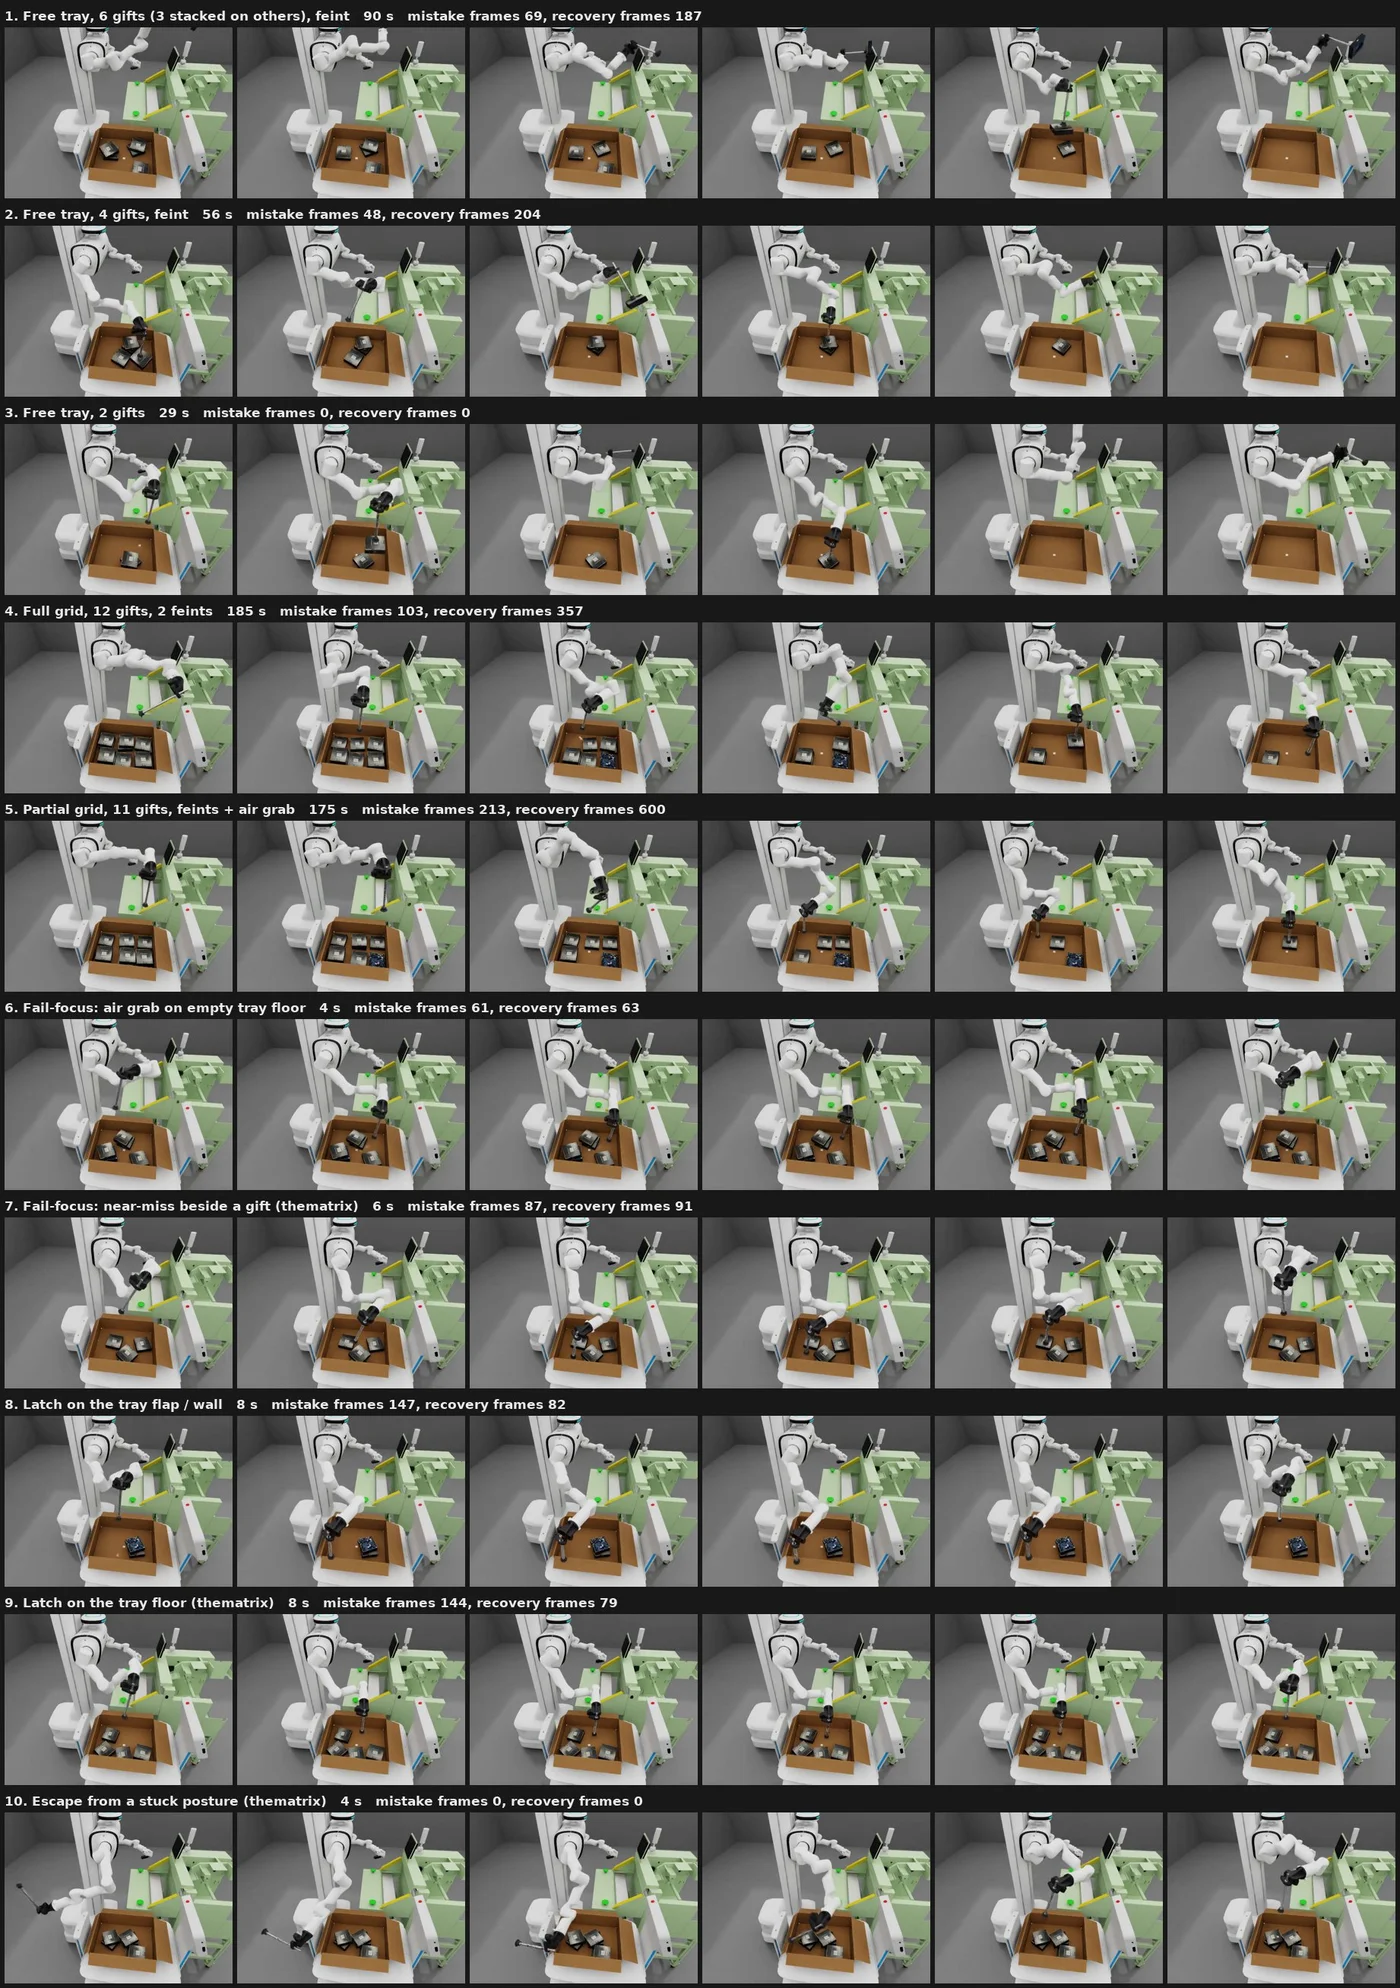 1. Free tray, 6 gifts (3 stacked on others), feint   90 s   mistake frames 69, recovery frames 187
2. Free tray, 4 gifts, feint   56 s   mistake frames 48, recovery frames 204
3. Free tray, 2 gifts   29 s   mistake frames 0, recovery frames 0
4. Full grid, 12 gifts, 2 feints   185 s   mistake frames 103, recovery frames 357
5. Partial grid, 11 gifts, feints + air grab   175 s   mistake frames 213, recovery frames 600
6. Fail-focus: air grab on empty tray floor   4 s   mistake frames 61, recovery frames 63
7. Fail-focus: near-miss beside a gift (thematrix)   6 s   mistake frames 87, recovery frames 91
8. Latch on the tray flap / wall   8 s   mistake frames 147, recovery frames 82
9. Latch on the tray floor (thematrix)   8 s   mistake frames 144, recovery frames 79
10. Escape from a stuck posture (thematrix)   4 s   mistake frames 0, recovery frames 0